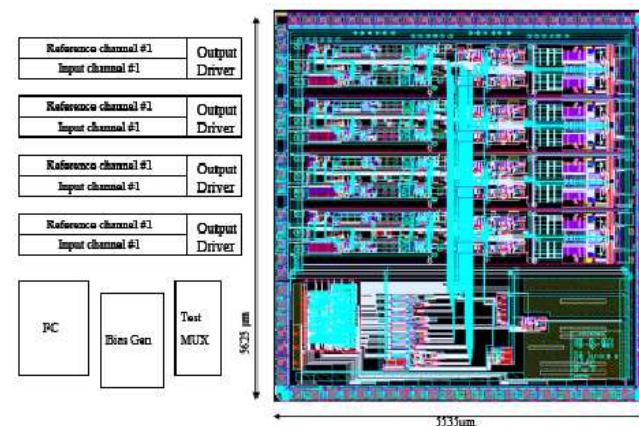 Reference channel #1
Input channel #1
Output
Driver
Reference channel #1
Input channel #1
Output
Driver
Reference channel #1
Input channel #1
Output
Driver
Reference channel #1
Input channel #1
Output
Driver
Bias Gen
Test
MUX
5625 μm
5535μm